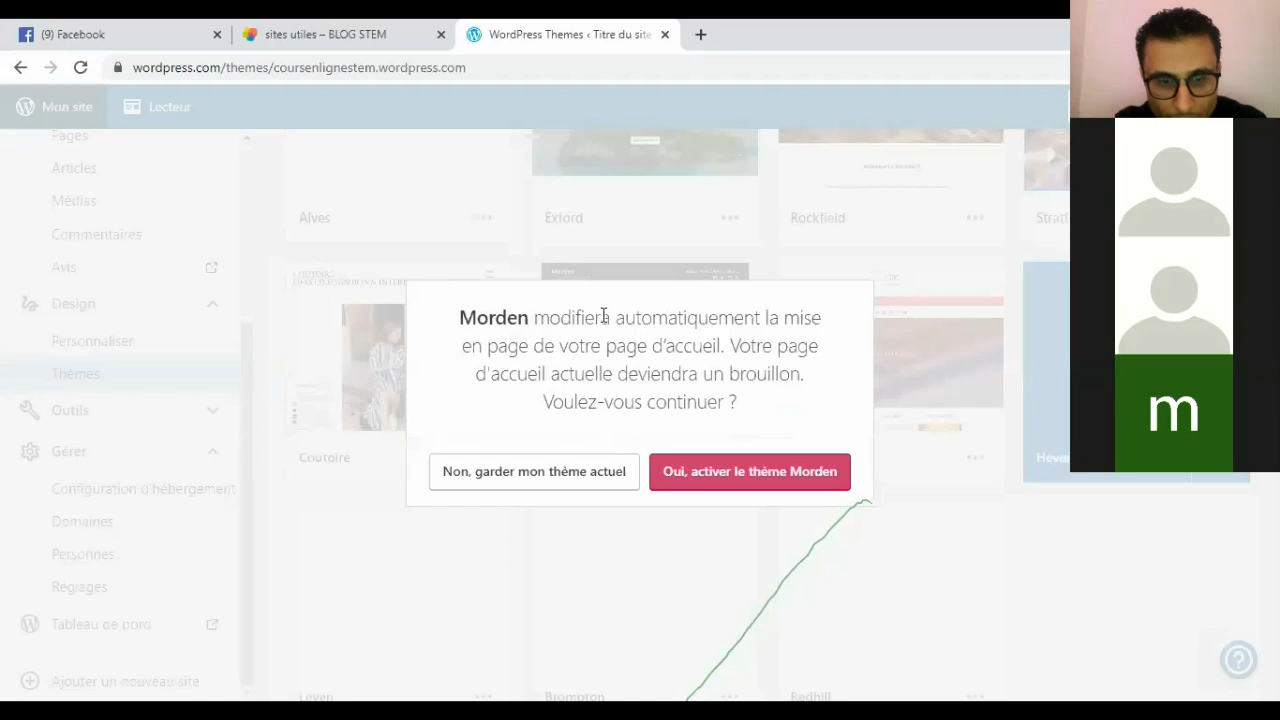 (9) Facebook
sites utiles – BLOG STEM
WordPress Themes ‹ Titre du site
wordpress.com/themes/coursenlignestem.wordpress.com
Mon site
Lecteur
Pages
Articles
Médias
Commentaires
Avis
Design
Personnaliser
Thèmes
Outils
Gérer
Configuration d'hébergement
Domaines
Personnes
Réglages
Tableau de bord
Ajouter un nouveau site
Alves
Exford
Rockfield
Coutoire
Leven
Brompton
Redhill
Morden modifiera automatiquement la mise
en page de votre page d'accueil. Votre page
d'accueil actuelle deviendra un brouillon.
Voulez-vous continuer ?
Non, garder mon thème actuel
Oui, activer le thème Morden
m